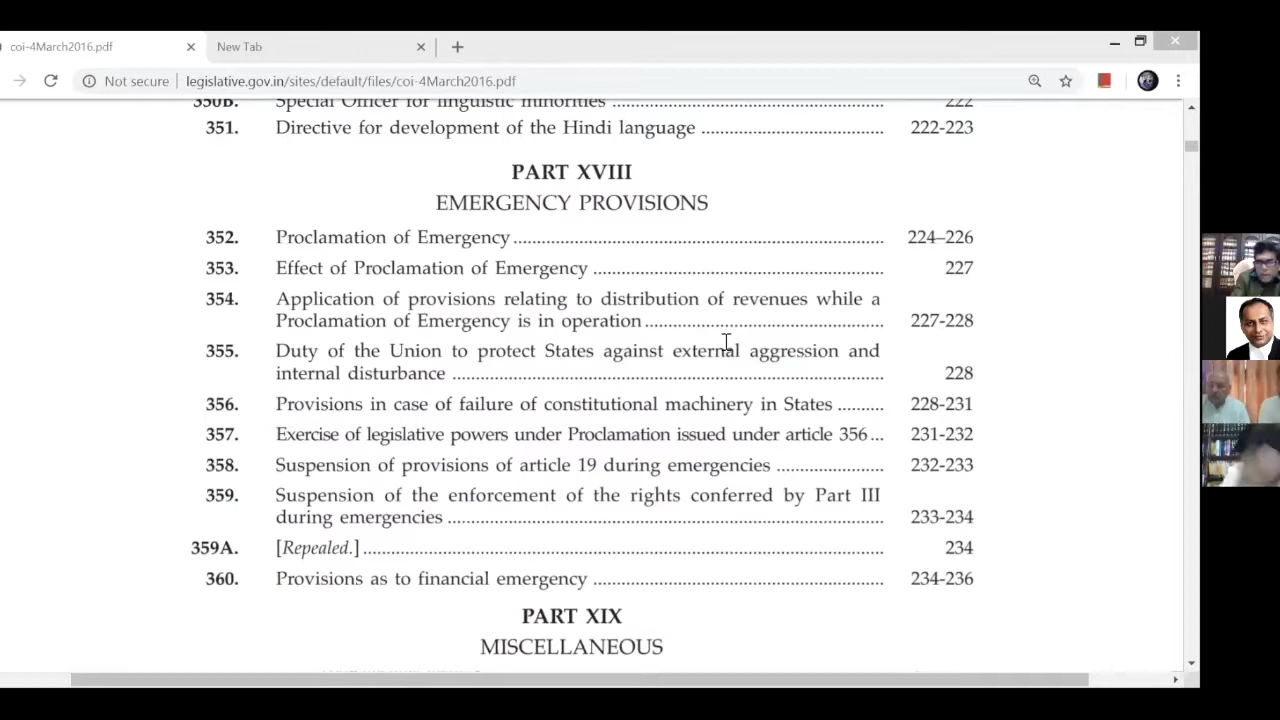 coi-4March2016.pdf
New Tab
Not secure
legislative.gov.in/sites/default/files/coi-4March2016.pdf
350B. Special Officer for linguistic minorities ........................................................ 222
351. Directive for development of the Hindi language ..................................... 222-223
PART XVIII
EMERGENCY PROVISIONS
352. Proclamation of Emergency ........................................................................... 224–226
353. Effect of Proclamation of Emergency ........................................................... 227
354. Application of provisions relating to distribution of revenues while a
Proclamation of Emergency is in operation ................................................. 227-228
355. Duty of the Union to protect States against external aggression and
internal disturbance ....................................................................................... 228
356. Provisions in case of failure of constitutional machinery in States .......... 228-231
357. Exercise of legislative powers under Proclamation issued under article 356 ... 231-232
358. Suspension of provisions of article 19 during emergencies ...................... 232-233
359. Suspension of the enforcement of the rights conferred by Part III
during emergencies ........................................................................................ 233-234
359A. [Repealed.] ......................................................................................................... 234
360. Provisions as to financial emergency ........................................................... 234-236
PART XIX
MISCELLANEOUS